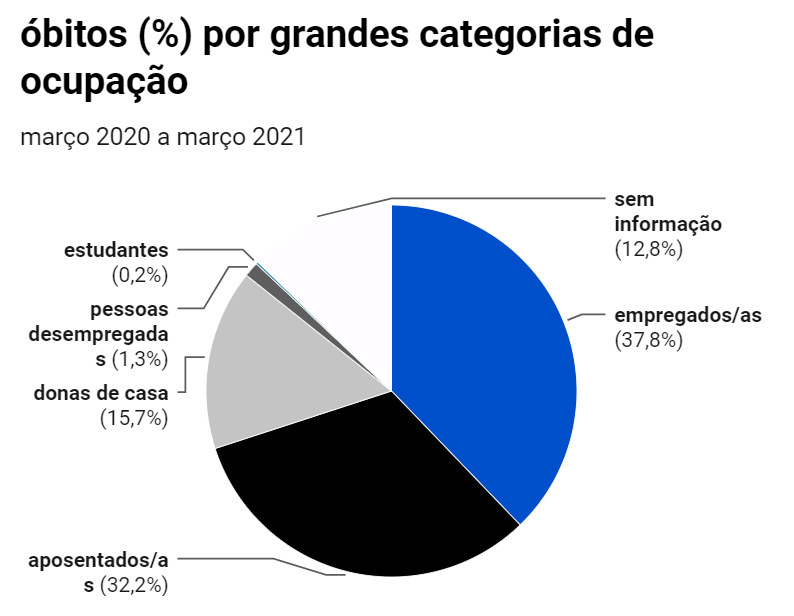 óbitos (%) por grandes categorias de
ocupação
março 2020 a março 2021
sem
informação
(12,8%)
empregados/as
(37,8%)
estudantes
(0,2%)
pessoas
desempregada
s (1,3%)
donas de casa
(15,7%)
aposentados/a
s (32,2%)